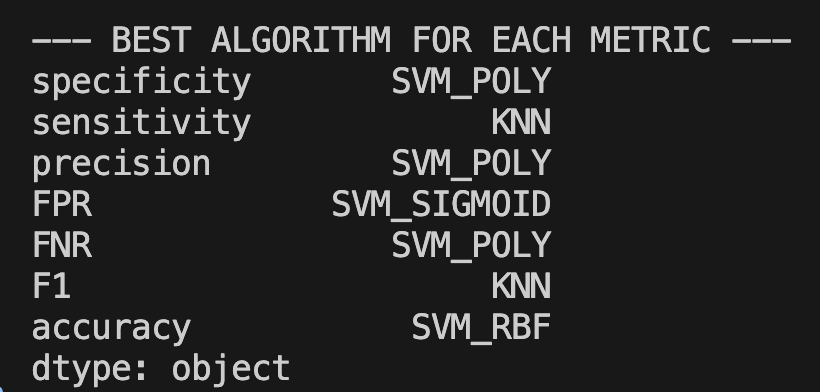 --- BEST ALGORITHM FOR EACH METRIC ---
specificity SVM_POLY
sensitivity KNN
precision SVM_POLY
FPR SVM_SIGMOID
FNR SVM_POLY
F1 KNN
accuracy SVM_RBF
dtype: object